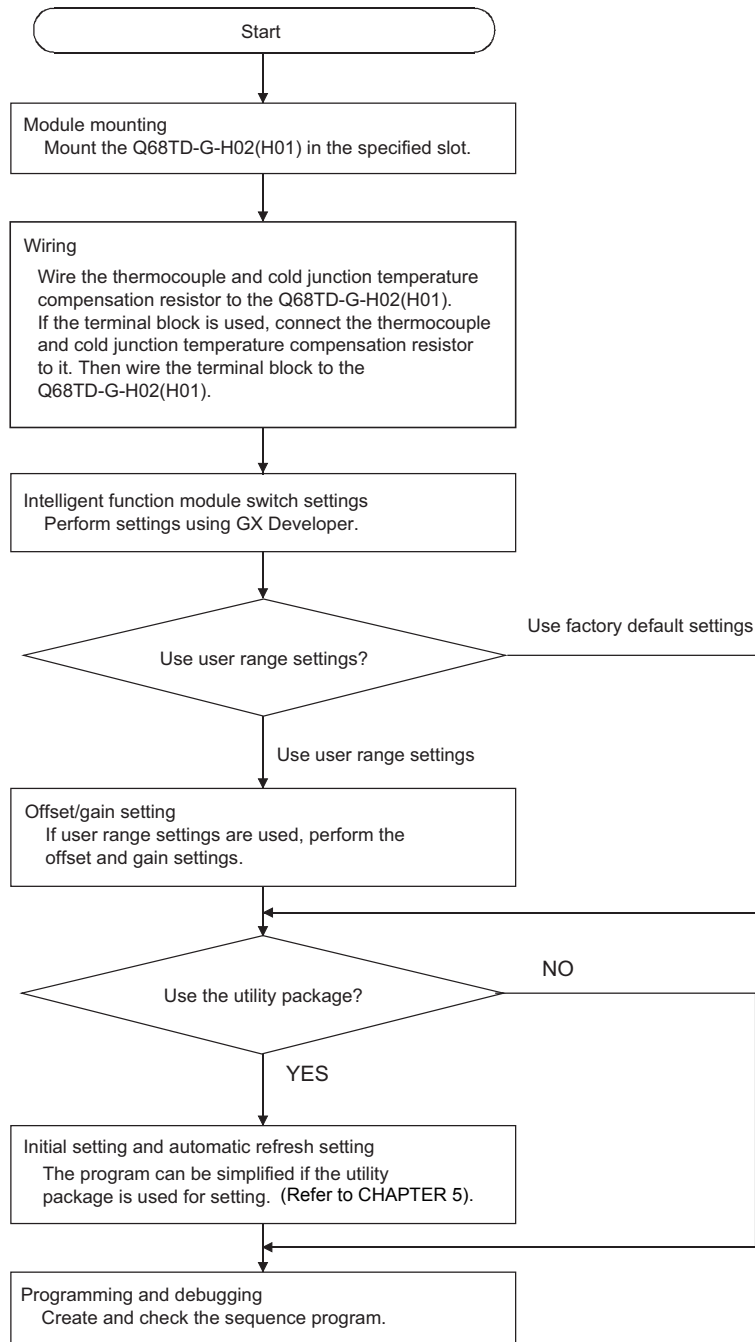 Start
Module mounting
Mount the Q68TD-G-H02(H01) in the specified slot.
Wiring
Wire the thermocouple and cold junction temperature
compensation resistor to the Q68TD-G-H02(H01).
If the terminal block is used, connect the thermocouple
and cold junction temperature compensation resistor
to it. Then wire the terminal block to the
Q68TD-G-H02(H01).
Intelligent function module switch settings
Perform settings using GX Developer.
Use factory default settings
Use user range settings?
Use user range settings
Offset/gain setting
If user range settings are used, perform the
offset and gain settings.
NO
Use the utility package?
YES
Initial setting and automatic refresh setting
The program can be simplified if the utility
package is used for setting. (Refer to CHAPTER 5).
Programming and debugging
Create and check the sequence program.